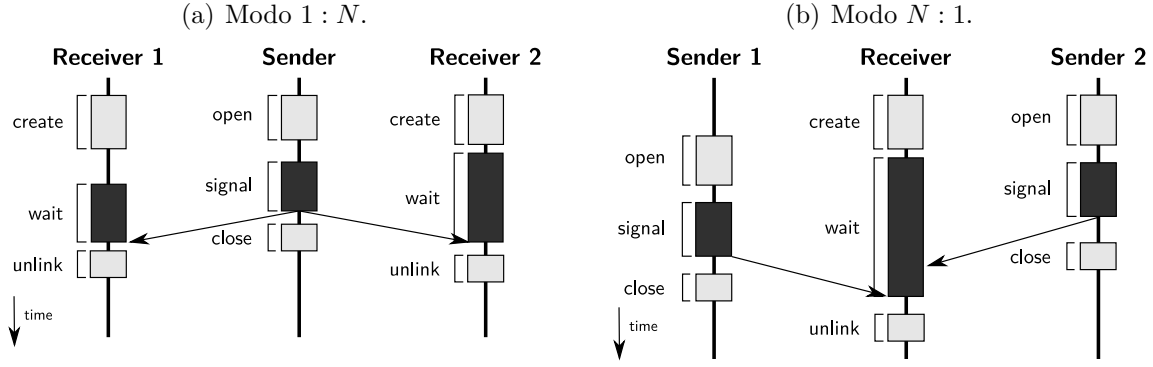 (a) Modo 1 : N.
Receiver 1
Sender
Receiver 2
create
open
create
signal
wait
wait
close
unlink
unlink
time
(b) Modo N : 1.
Sender 1
Receiver
Sender 2
create
open
open
signal
wait
signal
close
close
unlink
time